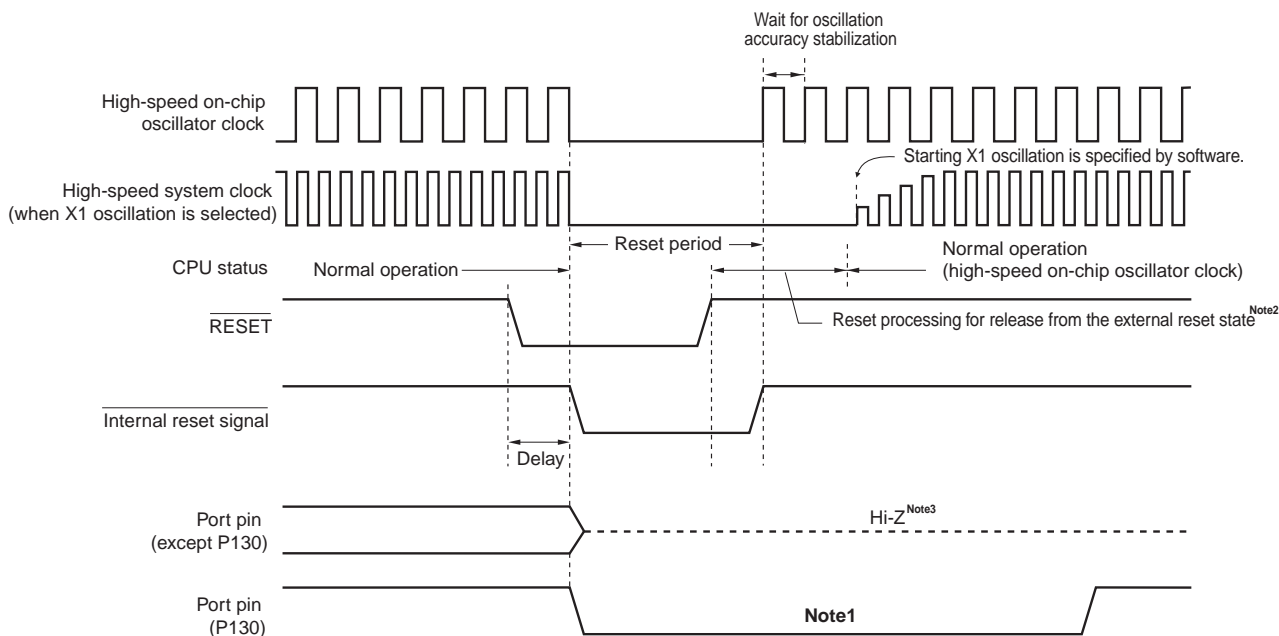 Wait for oscillation
accuracy stabilization
High-speed on-chip
oscillator clock
Starting X1 oscillation is specified by software.
High-speed system clock
(when X1 oscillation is selected)
Reset period
CPU status
Normal operation
Normal operation
(high-speed on-chip oscillator clock)
RESET
Reset processing for release from the external reset state Note2
Internal reset signal
Delay
Port pin
(except P130)
Hi-Z Note3
Port pin
(P130)
Note1